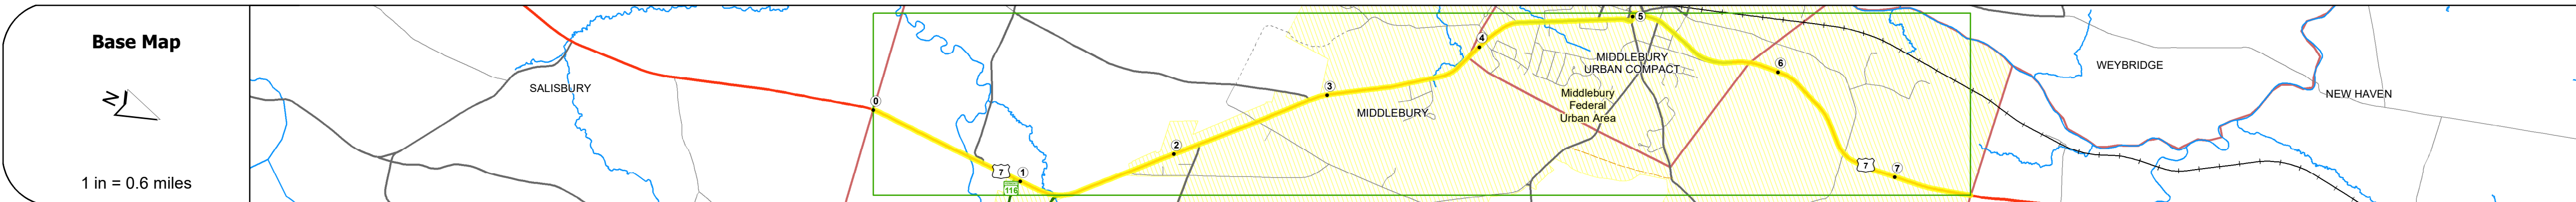 Base Map
N
1 in = 0.6 miles
SALISBURY
0
7
1
116
2
3
MIDDLEBURY
4
5
MIDDLEBURY
URBAN COMPACT
Middlebury
Federal
Urban Area
6
7
7
WEYBRIDGE
NEW HAVEN